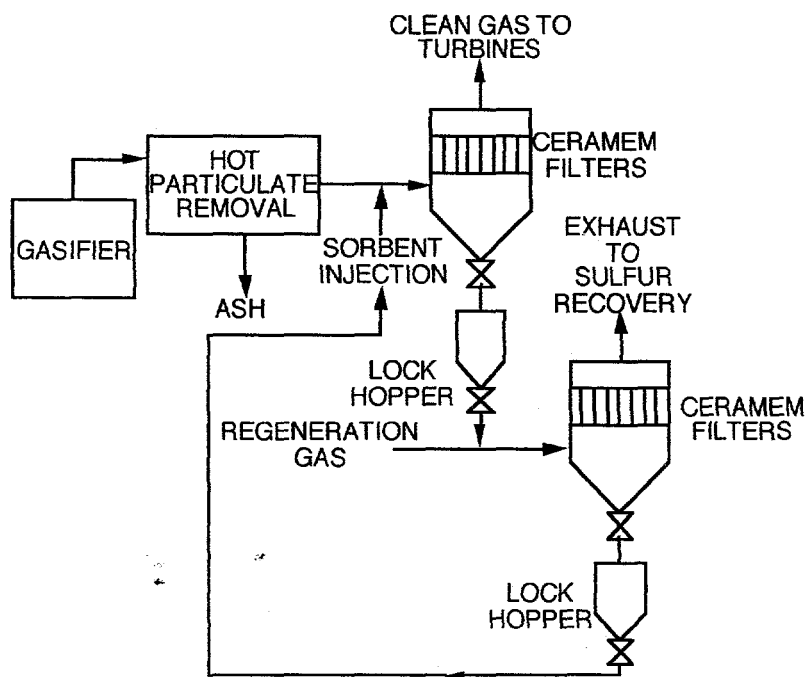 CLEAN GAS TO
TURBINES
CERAMEM
FILTERS
HOT
PARTICULATE
REMOVAL
GASIFIER
SORBENT
INJECTION
ASH
EXHAUST
TO
SULFUR
RECOVERY
LOCK
HOPPER
CERAMEM
FILTERS
REGENERATION
GAS
LOCK
HOPPER